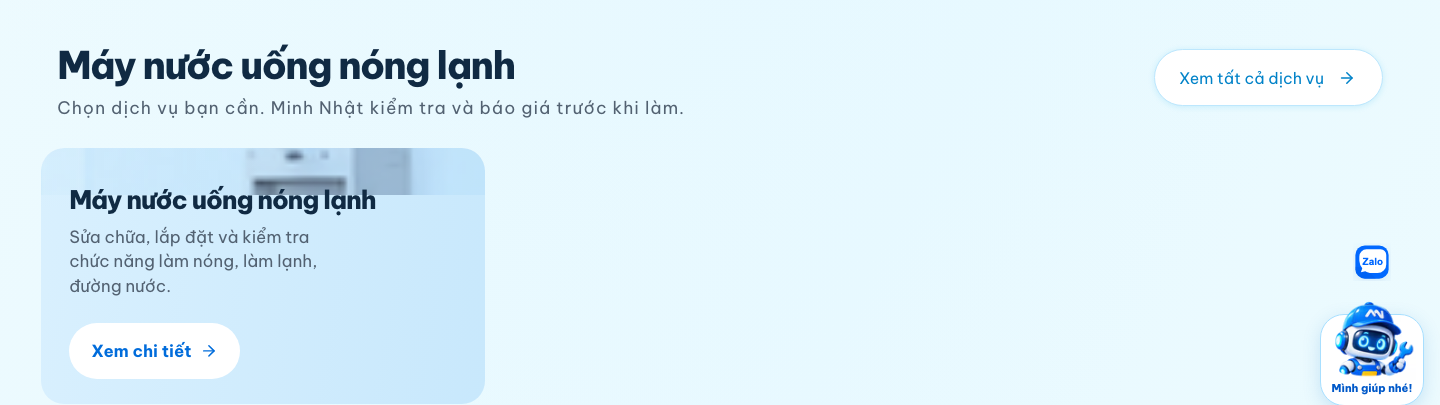 Máy nước uống nóng lạnh
Xem tất cả dịch vụ
Chọn dịch vụ bạn cần. Minh Nhật kiểm tra và báo giá trước khi làm.
Máy nước uống nóng lạnh
Sửa chữa, lắp đặt và kiểm tra
chức năng làm nóng, làm lạnh,
đường nước.
Xem chi tiết
Zalo
Mình giúp nhé!